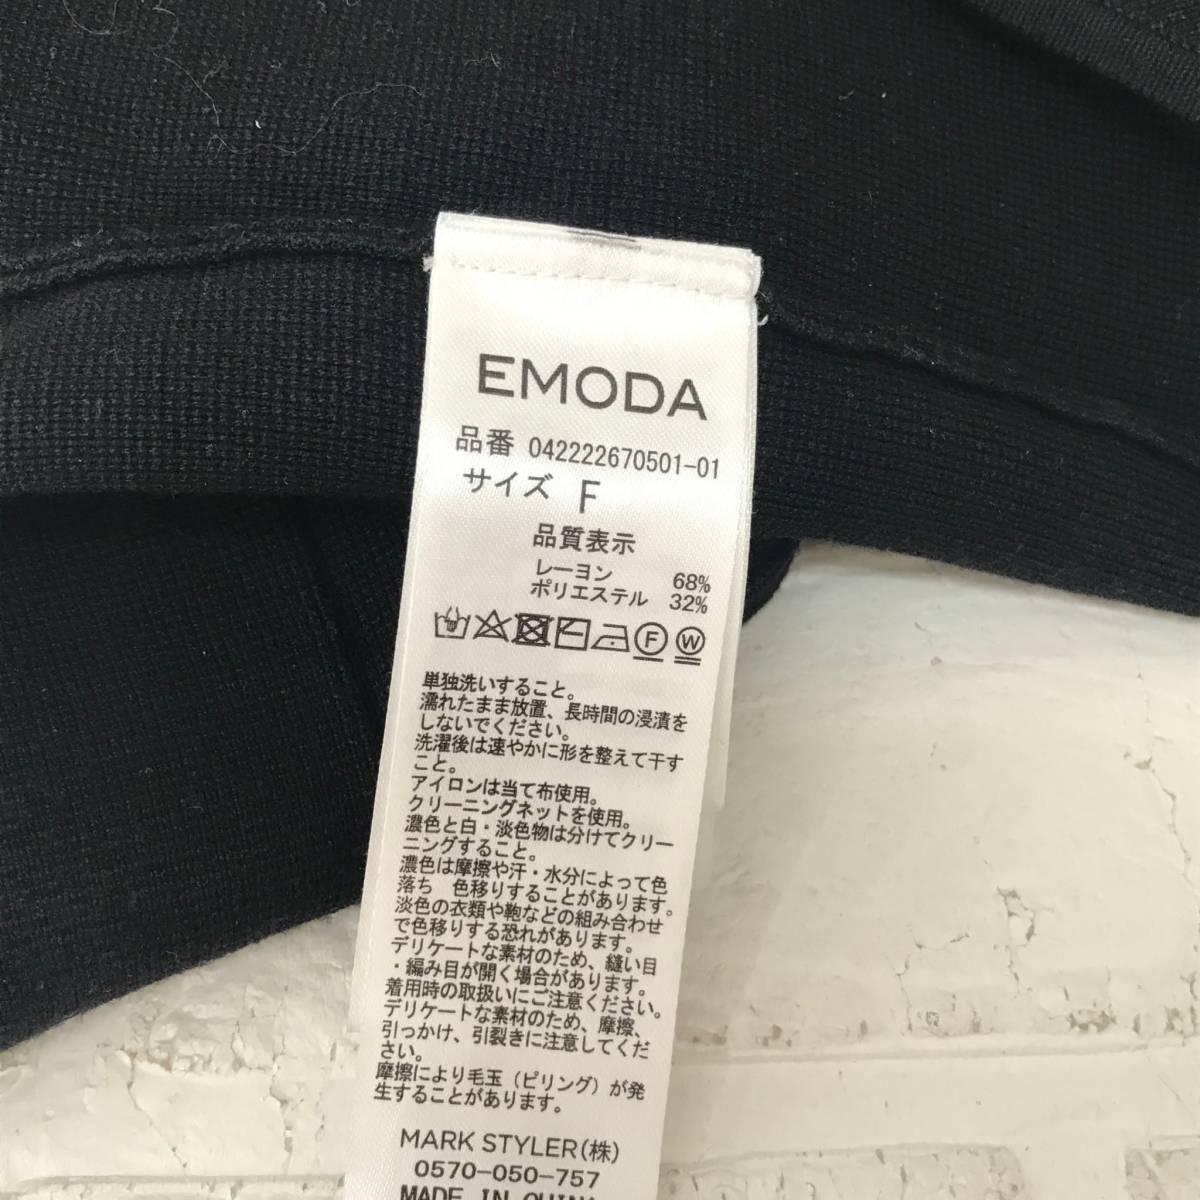 EMODA
品番 042222670501-01
サイズ F
品質表示
レーヨン 68%
ポリエステル 32%
F W
単独洗いすること。
濡れたまま放置、長時間の浸漬を
しないでください。
洗濯後は速やかに形を整えて干す
こと。
アイロンは当て布使用。
クリーニングネットを使用。
濃色と白・淡色物は分けてクリー
ニングすること。
濃色は摩擦や汗・水分によって色
落ち 色移りすることがあります。
淡色の衣類や鞄などの組み合わせ
で色移りする恐れがあります。
デリケートな素材のため、縫い目
・編み目が開く場合があります。
着用時の取扱いにご注意ください。
デリケートな素材のため、摩擦、
引っかけ、引裂きに注意してくだ
さい。
摩擦により毛玉（ピリング）が発
生することがあります。
MARK STYLER(株)
0570-050-757
MADE IN CHINA